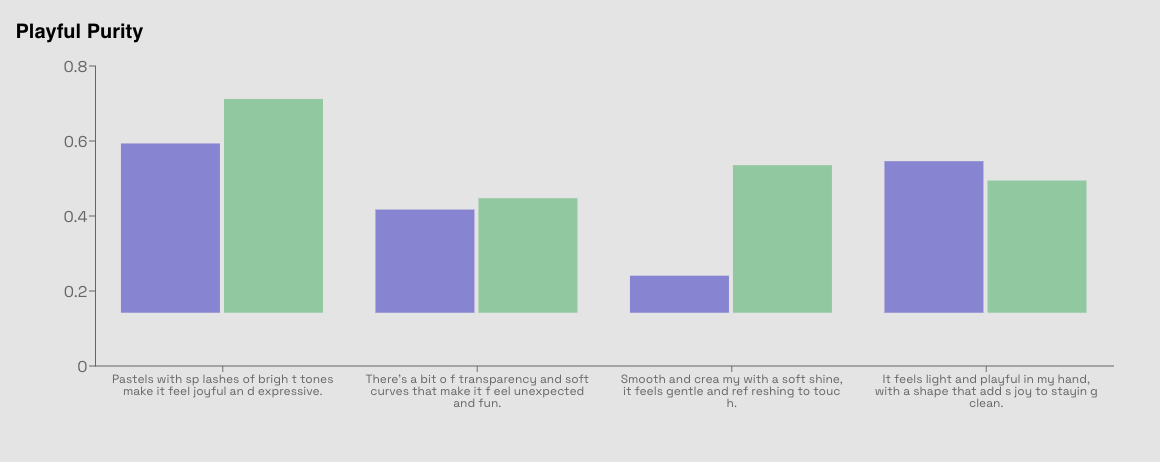 Playful Purity
0.8
0.6
0.4
0.2
0
Pastels with sp lashes of brigh t tones
make it feel joyful an d expressive.
There's a bit o f transparency and soft
curves that make it f eel unexpected
and fun.
Smooth and crea my with a soft shine,
it feels gentle and ref reshing to touc
h.
It feels light and playful in my hand,
with a shape that add s joy to stayin g
clean.